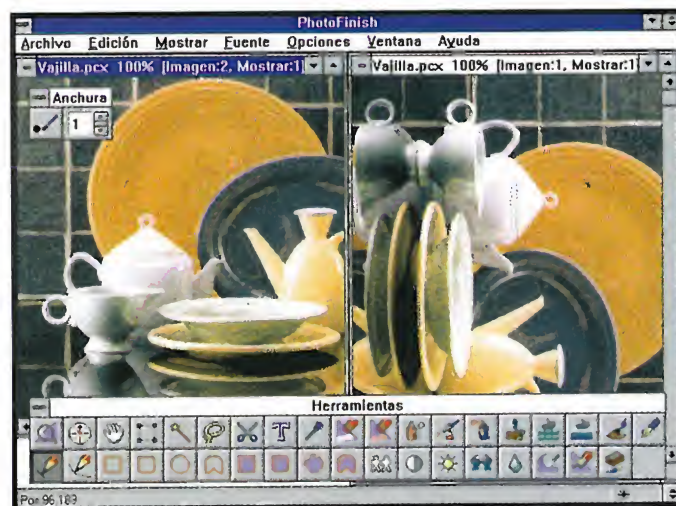 PhotoFinish
Archivo Edición Mostrar Fuente Opciones Ventana Ayuda
Vajilla.pcx 100% [Imagen:2, Mostrar:1]
Vajilla.pcx 100% [Imagen:1, Mostrar:1
Anchura
1
Herramientas
T
Por: 96,183